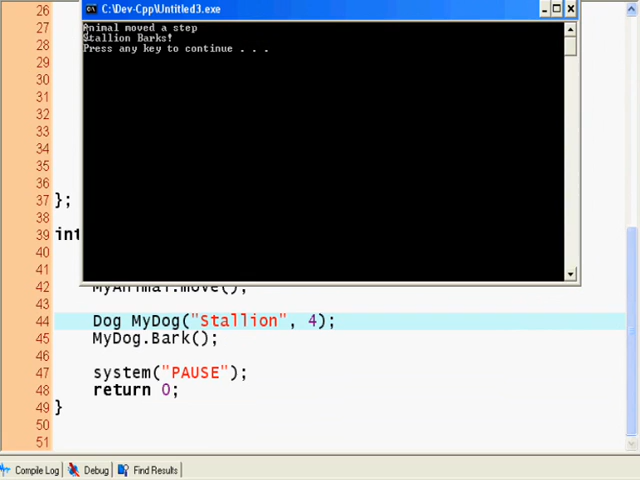 C:\Dev-Cpp\Untitled3.exe
Animal moved a step
Stallion Barks!
Press any key to continue . . .
26
27
28
29
30
31
32
33
34
35
36
37 };
38
39 int
40
41
42 MyAnimal.move();
43
44 Dog MyDog("Stallion", 4);
45 MyDog.Bark();
46
47 system("PAUSE");
48 return 0;
49 }
50
51
Compile Log Debug Find Results